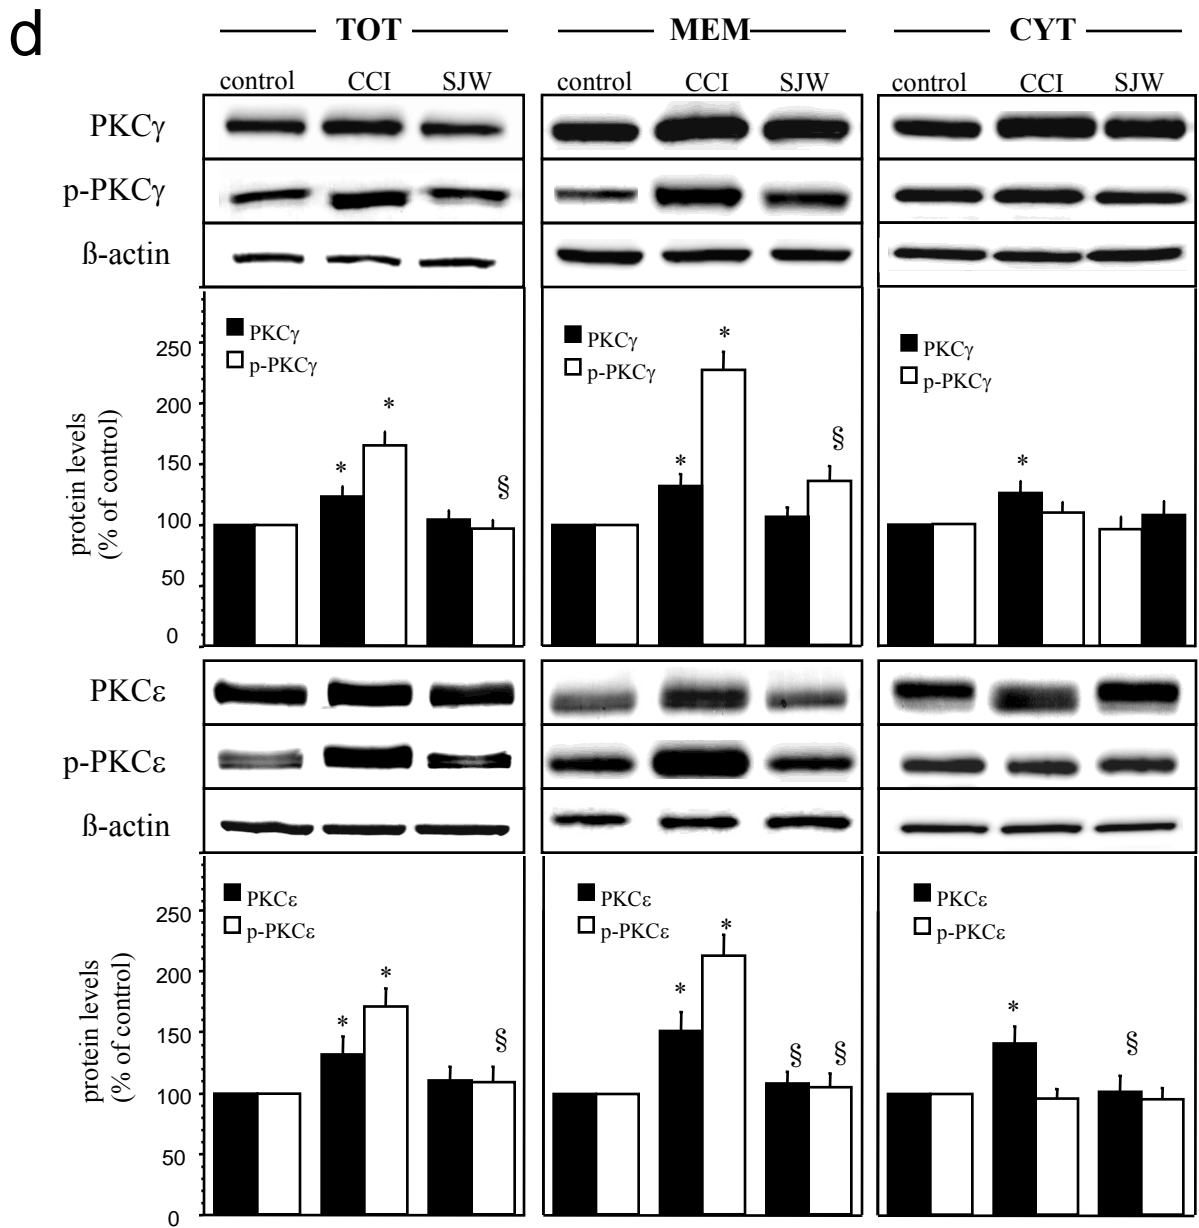 d
TOT MEM CYT
control CCI SJW control CCI SJW control CCI SJW
PKCγ
p-PKCγ
ß-actin
PKCγ
p-PKCγ
PKCγ
p-PKCγ
PKCγ
p-PKCγ
protein levels
(% of control)
250
200
150
100
50
0
* * §
* * §
*
PKCε
p-PKCε
ß-actin
PKCε
p-PKCε
PKCε
p-PKCε
PKCε
p-PKCε
protein levels
(% of control)
250
200
150
100
50
0
* * §
* * § §
* §